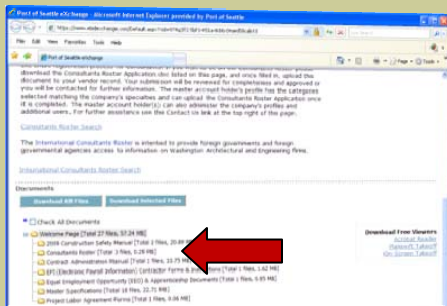 Port of Seattle eXchange - Microsoft Internet Explorer provided by Port of Seattle
File Edit View Favorites Tools Help
Port of Seattle eXchange
Page Tools
download the Consultants Roster Application doc listed on this page, and once filled in, upload the
document to your vendor record. Your submission will be reviewed for completeness and approved or
you will be contacted for further information. The master account holder's profile has the categories
selected matching the company's specialties and can upload the Consultants Roster Application once
it is completed. The master account holder(s) can also administer the company's profiles and
additional users. For further assistance use the Contact Us link at the top right of the page.
Consultants Roster Search
The International Consultants Roster is intended to provide foreign governments and foreign
governmental agencies access to information on Washington Architectural and Engineering firms.
International Consultants Roster Search
Documents
Download All Files Download Selected Files
Check All Documents
Welcome Page [Total 27 files, 57.24 MB]
2008 Construction Safety Manual [Total 2 files, 20.89 MB]
Consultants Roster [Total 3 files, 0.28 MB]
Contract Administration Manual [Total 1 files, 10.75 MB]
EPI (Electronic Payroll Information) Contractor Forms & Instructions [Total 1 files, 1.62 MB]
Equal Employment Opportunity (EEO) & Apprenticeship Documents [Total 1 files, 0.85 MB]
Master Specifications [Total 18 files, 22.71 MB]
Project Labor Agreement Forms [Total 1 files, 0.06 MB]
Download Free Viewers
Acrobat Reader
On Screen Takeoff